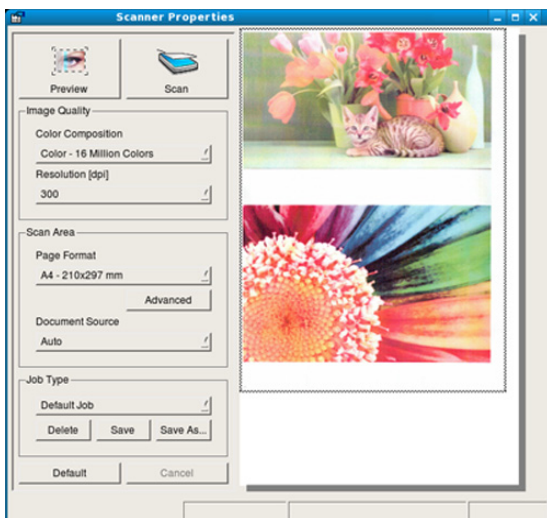 Scanner Properties
Preview
Scan
Image Quality
Color Composition
Color - 16 Million Colors
Resolution [dpi]
300
Scan Area
Page Format
A4 - 210x297 mm
Advanced
Document Source
Auto
Job Type
Default Job
Delete
Save
Save As...
Default
Cancel